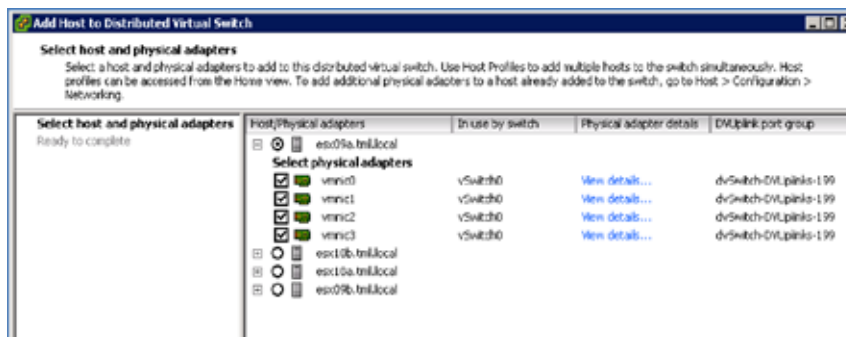 Add Host to Distributed Virtual Switch
Select host and physical adapters
Select a host and physical adapters to add to this distributed virtual switch. Use Host Profiles to add multiple hosts to the switch simultaneously. Host
profiles can be accessed from the Home view. To add additional physical adapters to a host already added to the switch, go to Host > Configuration >
Networking.
Select host and physical adapters
Ready to complete
Host/Physical adapters In use by switch Physical adapter details DVUplink port group
esx09a.tml.local
Select physical adapters
vmnic0 vSwitch0 View details... dvSwitch-DVUplinks-199
vmnic1 vSwitch0 View details... dvSwitch-DVUplinks-199
vmnic2 vSwitch0 View details... dvSwitch-DVUplinks-199
vmnic3 vSwitch0 View details... dvSwitch-DVUplinks-199
esx10b.tml.local
esx10a.tml.local
esx09b.tml.local